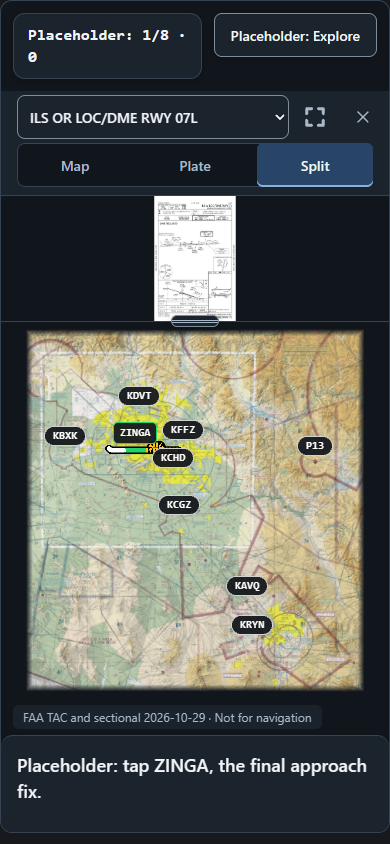 Placeholder: 1/8 ·
0
Placeholder: Explore
ILS OR LOC/DME RWY 07L
Map
Plate
Split
KDVT
KBXK
ZINGA
KFFZ
KCHD
P13
KCGZ
KAVQ
KRYN
FAA TAC and sectional 2026-10-29 · Not for navigation
Placeholder: tap ZINGA, the final approach
fix.